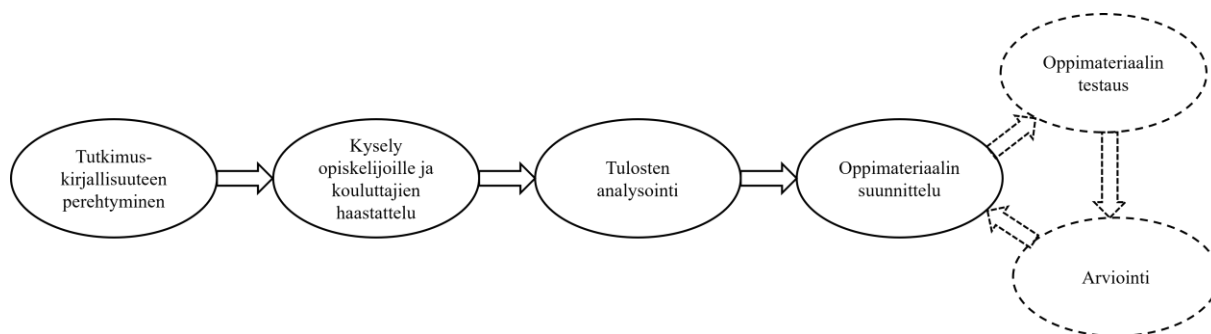 Tutkimus-
kirjallisuuteen
perehtyminen
Kysely
opiskelijoille ja
kouluttajien
haastattelu
Tulosten
analysointi
Oppimateriaalin
suunnittelu
Oppimateriaalin
testaus
Arviointi